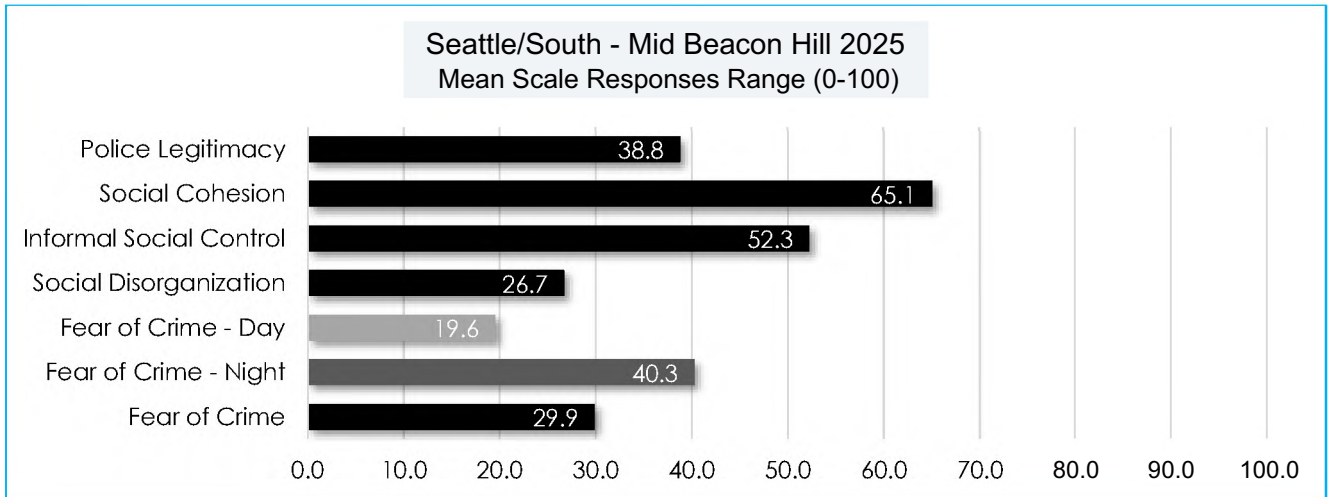 Seattle/South - Mid Beacon Hill 2025
Mean Scale Responses Range (0-100)
Police Legitimacy 38.8
Social Cohesion 65.1
Informal Social Control 52.3
Social Disorganization 26.7
Fear of Crime - Day 19.6
Fear of Crime - Night 40.3
Fear of Crime 29.9
0.0 10.0 20.0 30.0 40.0 50.0 60.0 70.0 80.0 90.0 100.0